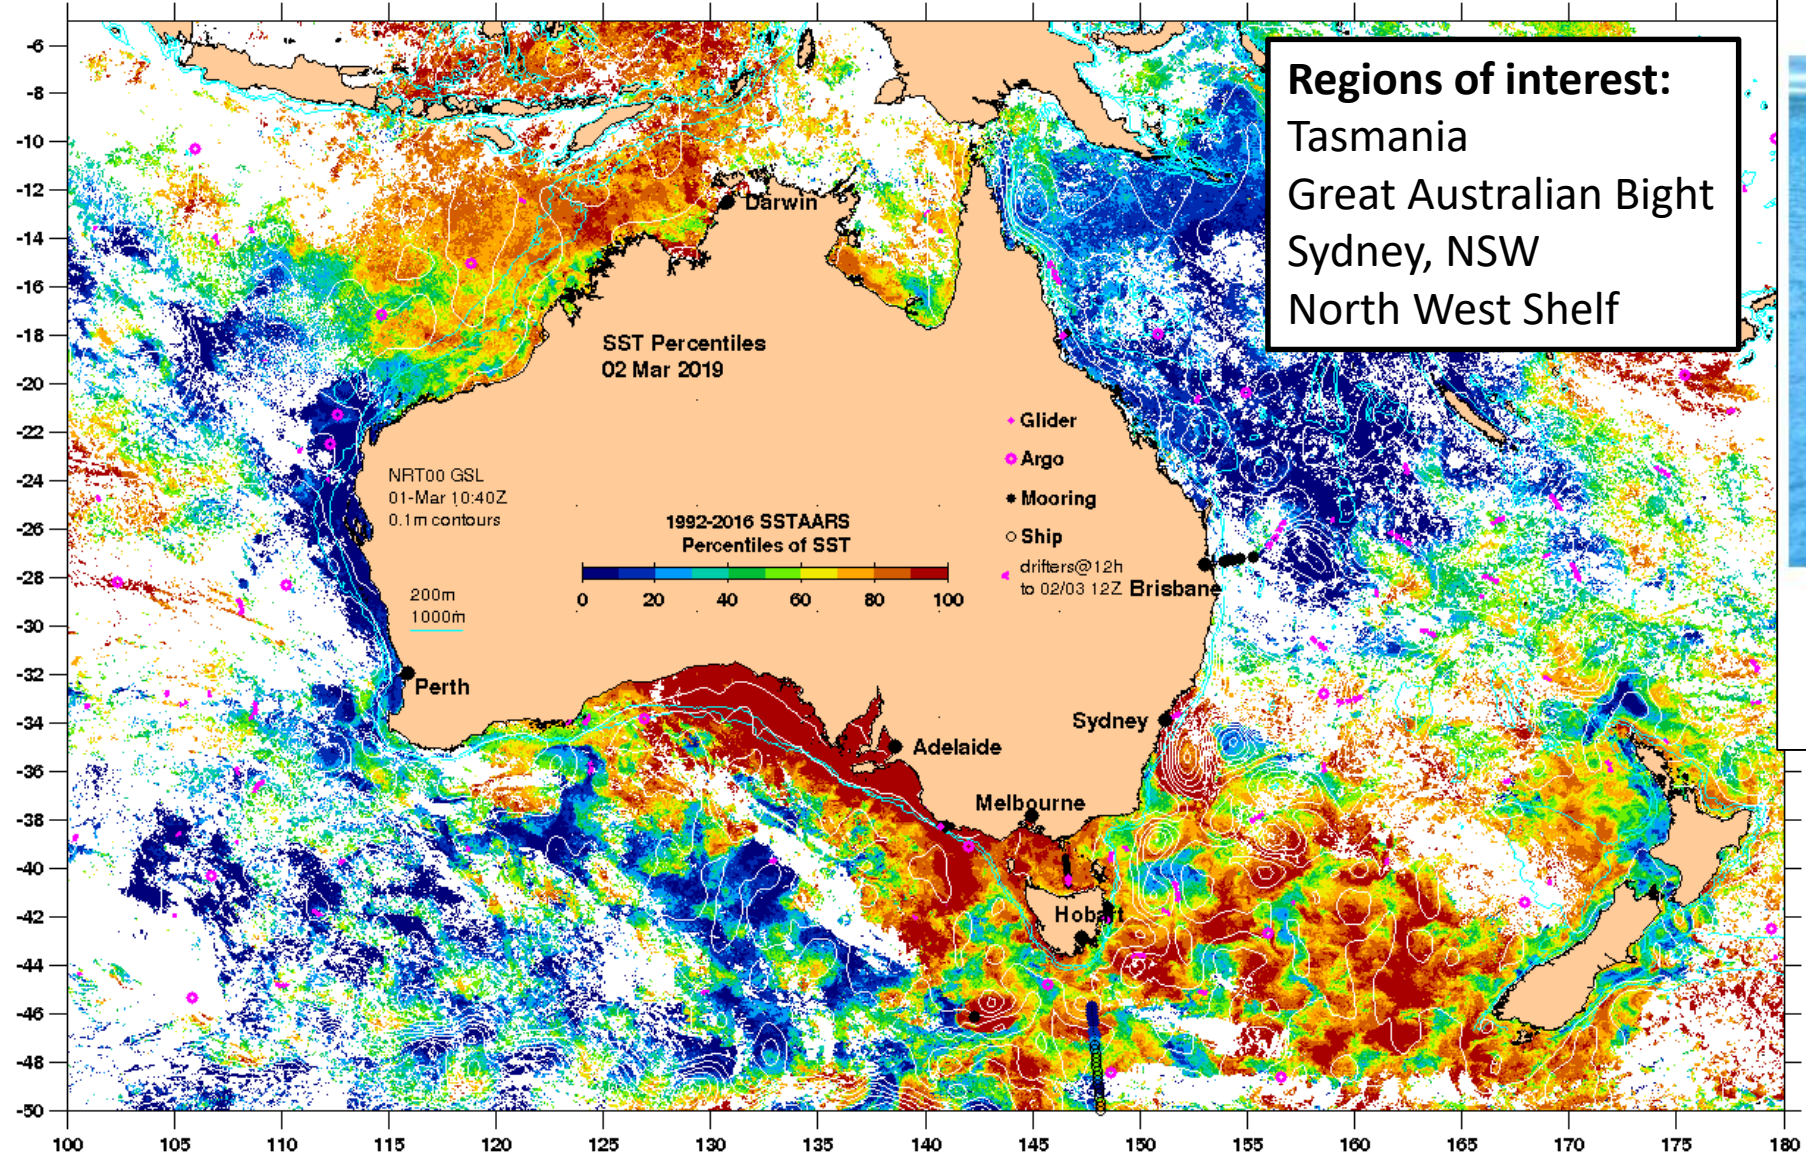 Regions of interest:
Tasmania
Great Australian Bight
Sydney, NSW
North West Shelf
-6
-8
-10
-12
-14
-16
-18
-20
-22
-24
-26
-28
-30
-32
-34
-36
-38
-40
-42
-44
-46
-48
-50
Darwin
SST Percentiles
02 Mar 2019
Glider
Argo
Mooring
Ship
drifters@12h
to 02/03 12Z
NRT00 GSL
01-Mar 10:40Z
0.1m contours
1992-2016 SSTAARS
Percentiles of SST
0 20 40 60 80 100
200m
1000m
Brisbane
Perth
Sydney
Adelaide
Melbourne
Hobart
100 105 110 115 120 125 130 135 140 145 150 155 160 165 170 175 180